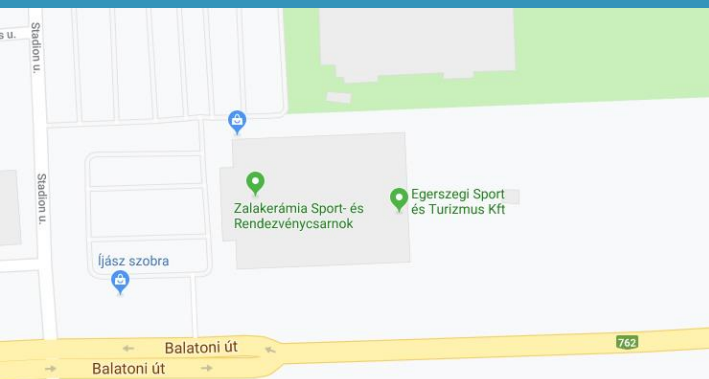 s u.
Stadion u.
Stadion u.
Zalakerámia Sport- és
Rendezvénycsarnok
Egerszegi Sport
és Turizmus Kft
Íjász szobra
Balatoni út
762
Balatoni út